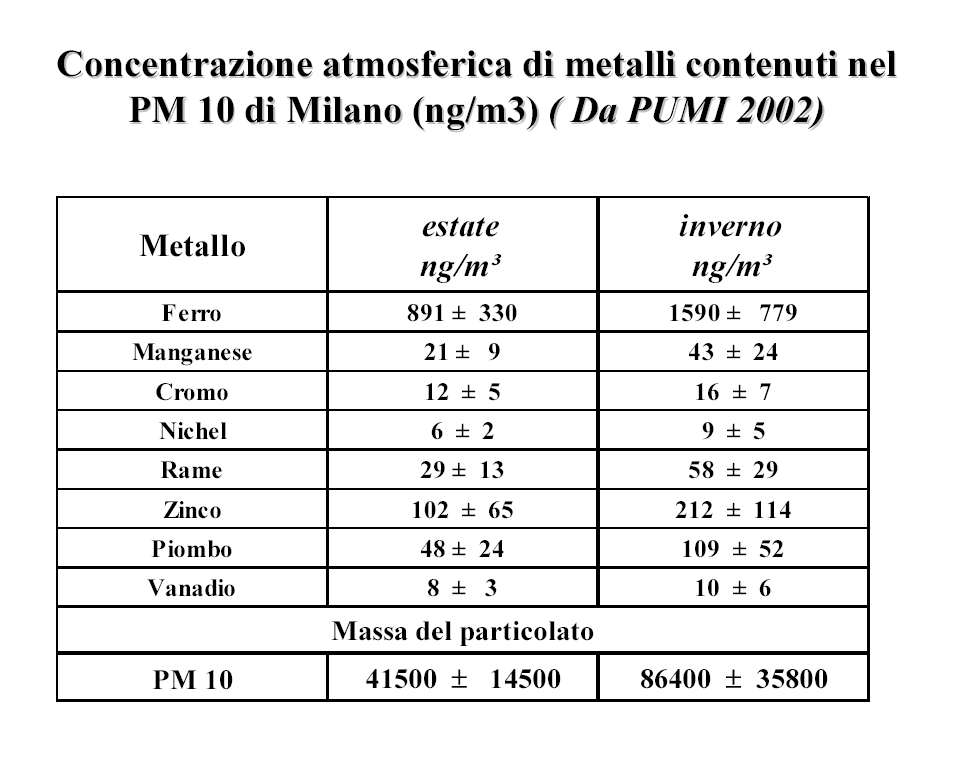 Concentrazione atmosferica di metalli contenuti nel
PM 10 di Milano (ng/m3) ( Da PUMI 2002)
Metallo estate ng/m³ inverno ng/m³
Ferro 891 ± 330 1590 ± 779
Manganese 21 ± 9 43 ± 24
Cromo 12 ± 5 16 ± 7
Nichel 6 ± 2 9 ± 5
Rame 29 ± 13 58 ± 29
Zinco 102 ± 65 212 ± 114
Piombo 48 ± 24 109 ± 52
Vanadio 8 ± 3 10 ± 6
Massa del particolato
PM 10 41500 ± 14500 86400 ± 35800